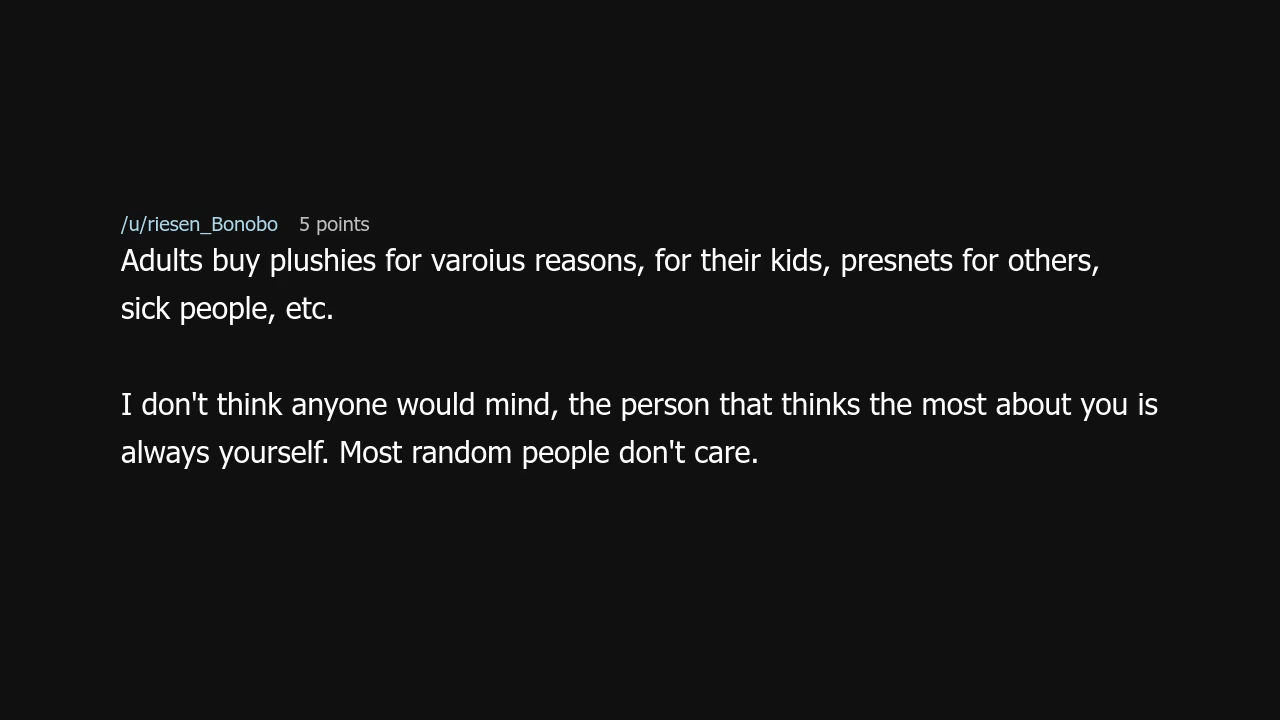 /u/riesen_Bonobo 5 points
Adults buy plushies for varoius reasons, for their kids, presnets for others,
sick people, etc.
I don't think anyone would mind, the person that thinks the most about you is
always yourself. Most random people don't care.